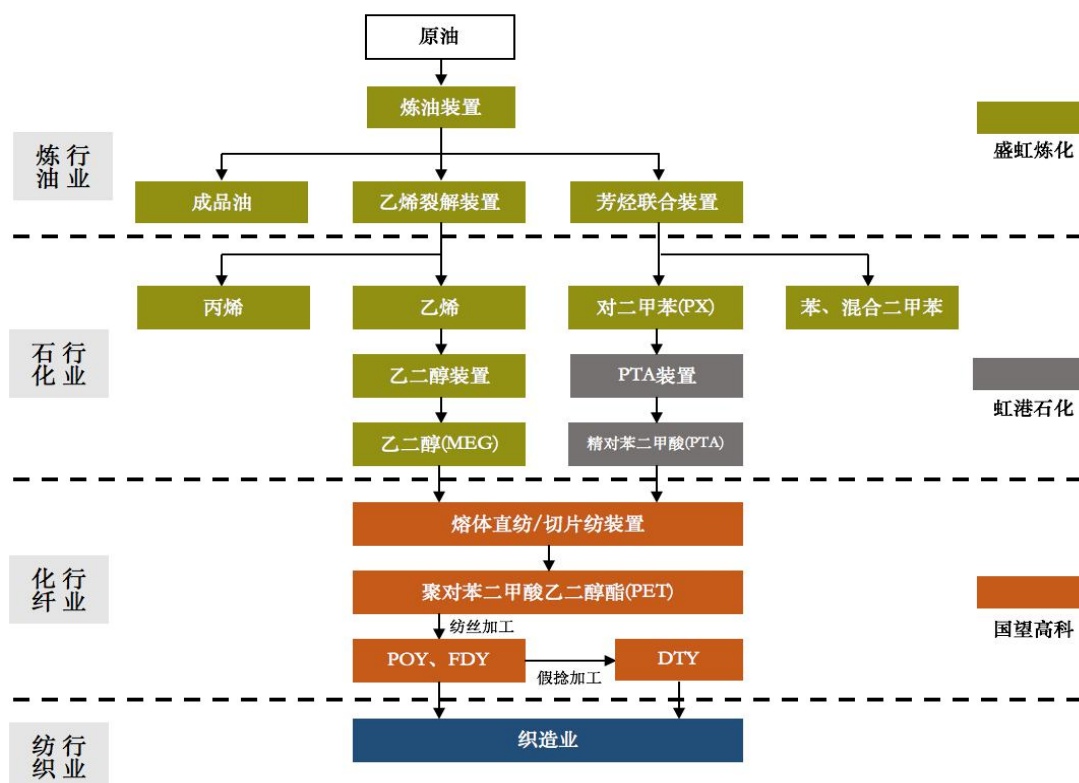 原油
炼油装置
炼 行
油 业
盛虹炼化
成品油
乙烯裂解装置
芳烃联合装置
丙烯
乙烯
对二甲苯(PX)
苯、混合二甲苯
石 行
化 业
乙二醇装置
PTA装置
虹港石化
乙二醇(MEG)
精对苯二甲酸(PTA)
熔体直纺/切片纺装置
化 行
纤 业
聚对苯二甲酸乙二醇酯(PET)
纺丝加工
国望高科
POY、FDY
假捻加工
DTY
织造业
纺 行
织 业